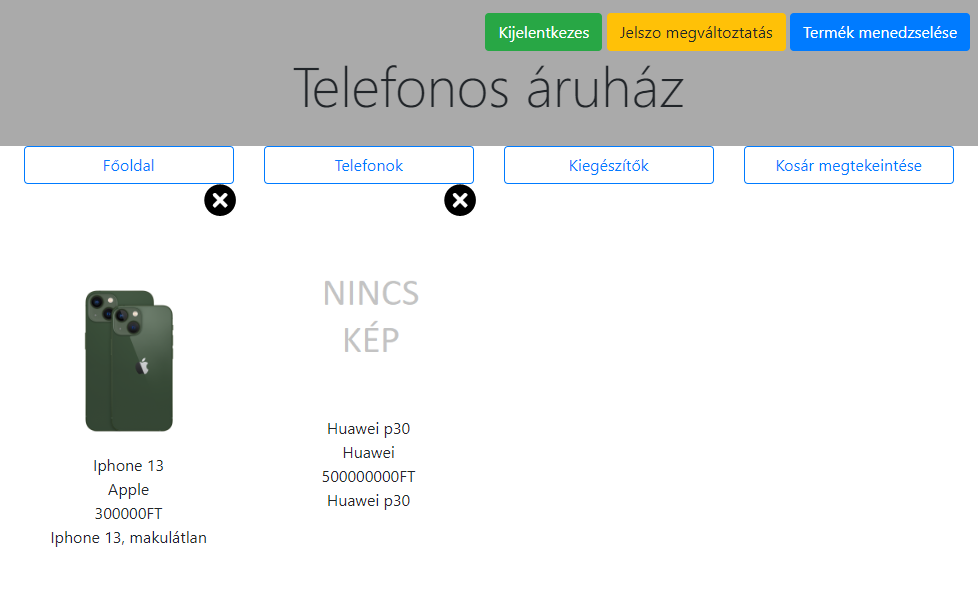 Kijelentkezes
Jelszo megváltoztatás
Termék menedzselése
Telefonos áruház
Főoldal
Telefonok
Kiegészítők
Kosár megtekeintése
Iphone 13
Apple
300000FT
Iphone 13, makulátlan
NINCS
KÉP
Huawei p30
Huawei
500000000FT
Huawei p30